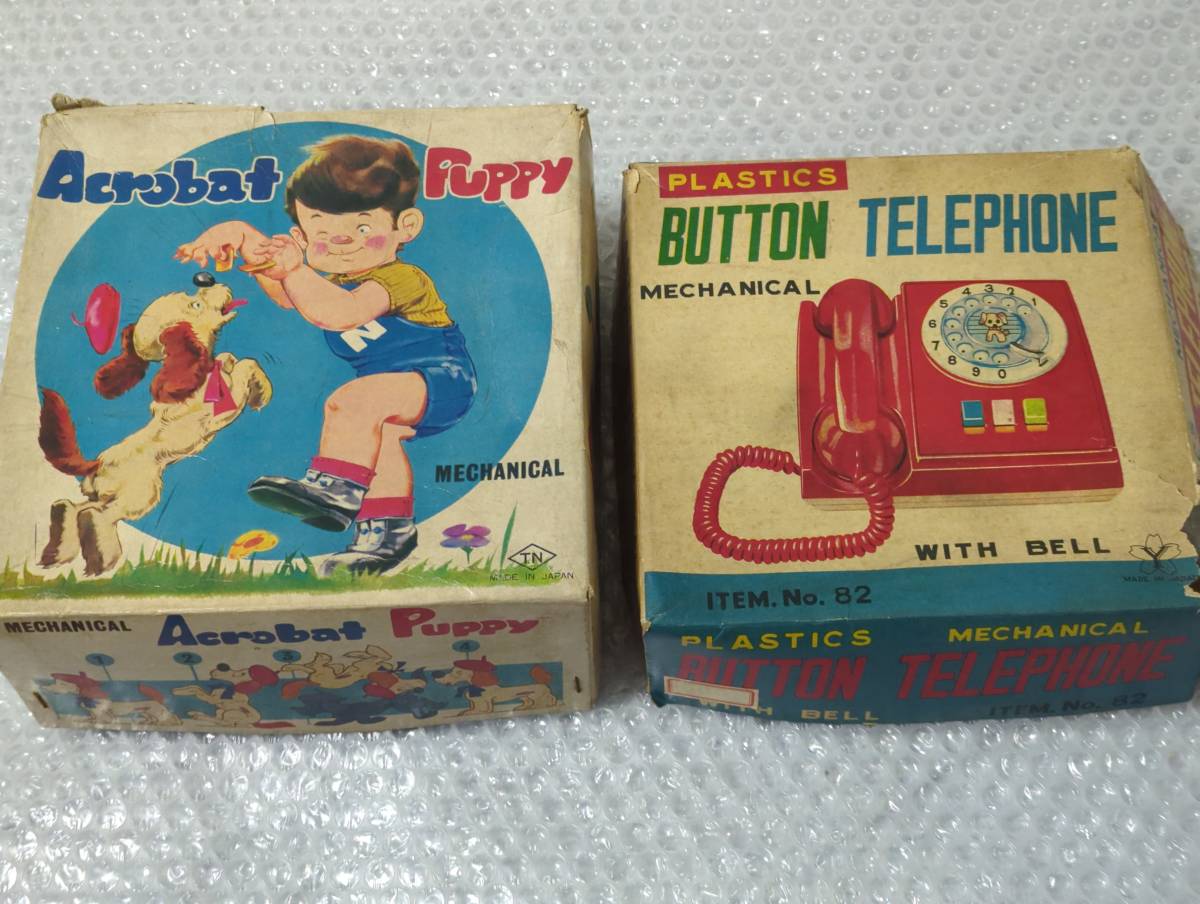 Acrobat Puppy
N
MECHANICAL
T.N
MADE IN JAPAN
MECHANICAL Acrobat Puppy
1 2 3 4
PLASTICS
BUTTON TELEPHONE
MECHANICAL
1 2 3 4 5 6 7 8 9 0
WITH BELL
MADE IN JAPAN
ITEM. No. 82
PLASTICS MECHANICAL
BUTTON TELEPHONE
WITH BELL ITEM. No. 82